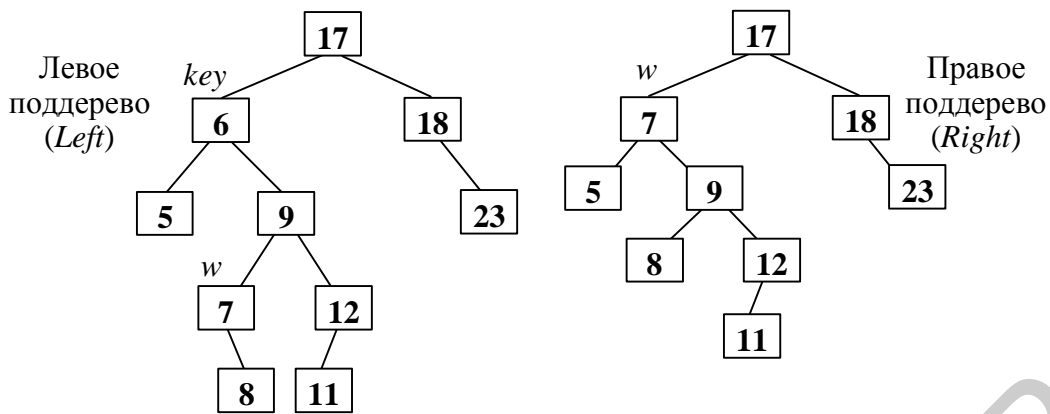 17
Левое
поддерево
(Left)
key
6
18
5
9
23
w
7
12
8
11
17
w
Правое
поддерево
(Right)
7
18
5
9
23
8
12
11